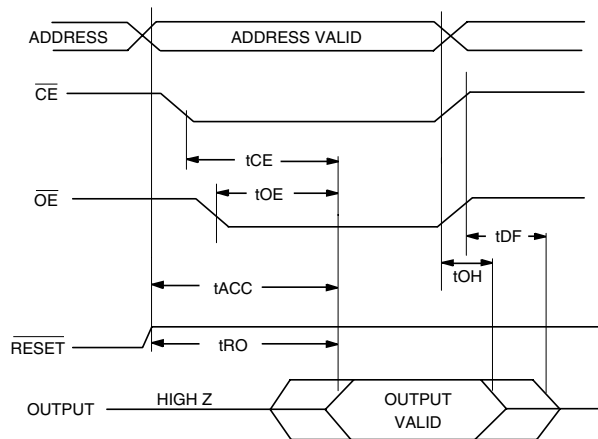 ADDRESS
ADDRESS VALID
CE
tCE
OE
tOE
tDF
tOH
tACC
RESET
tRO
OUTPUT
HIGH Z
OUTPUT
VALID